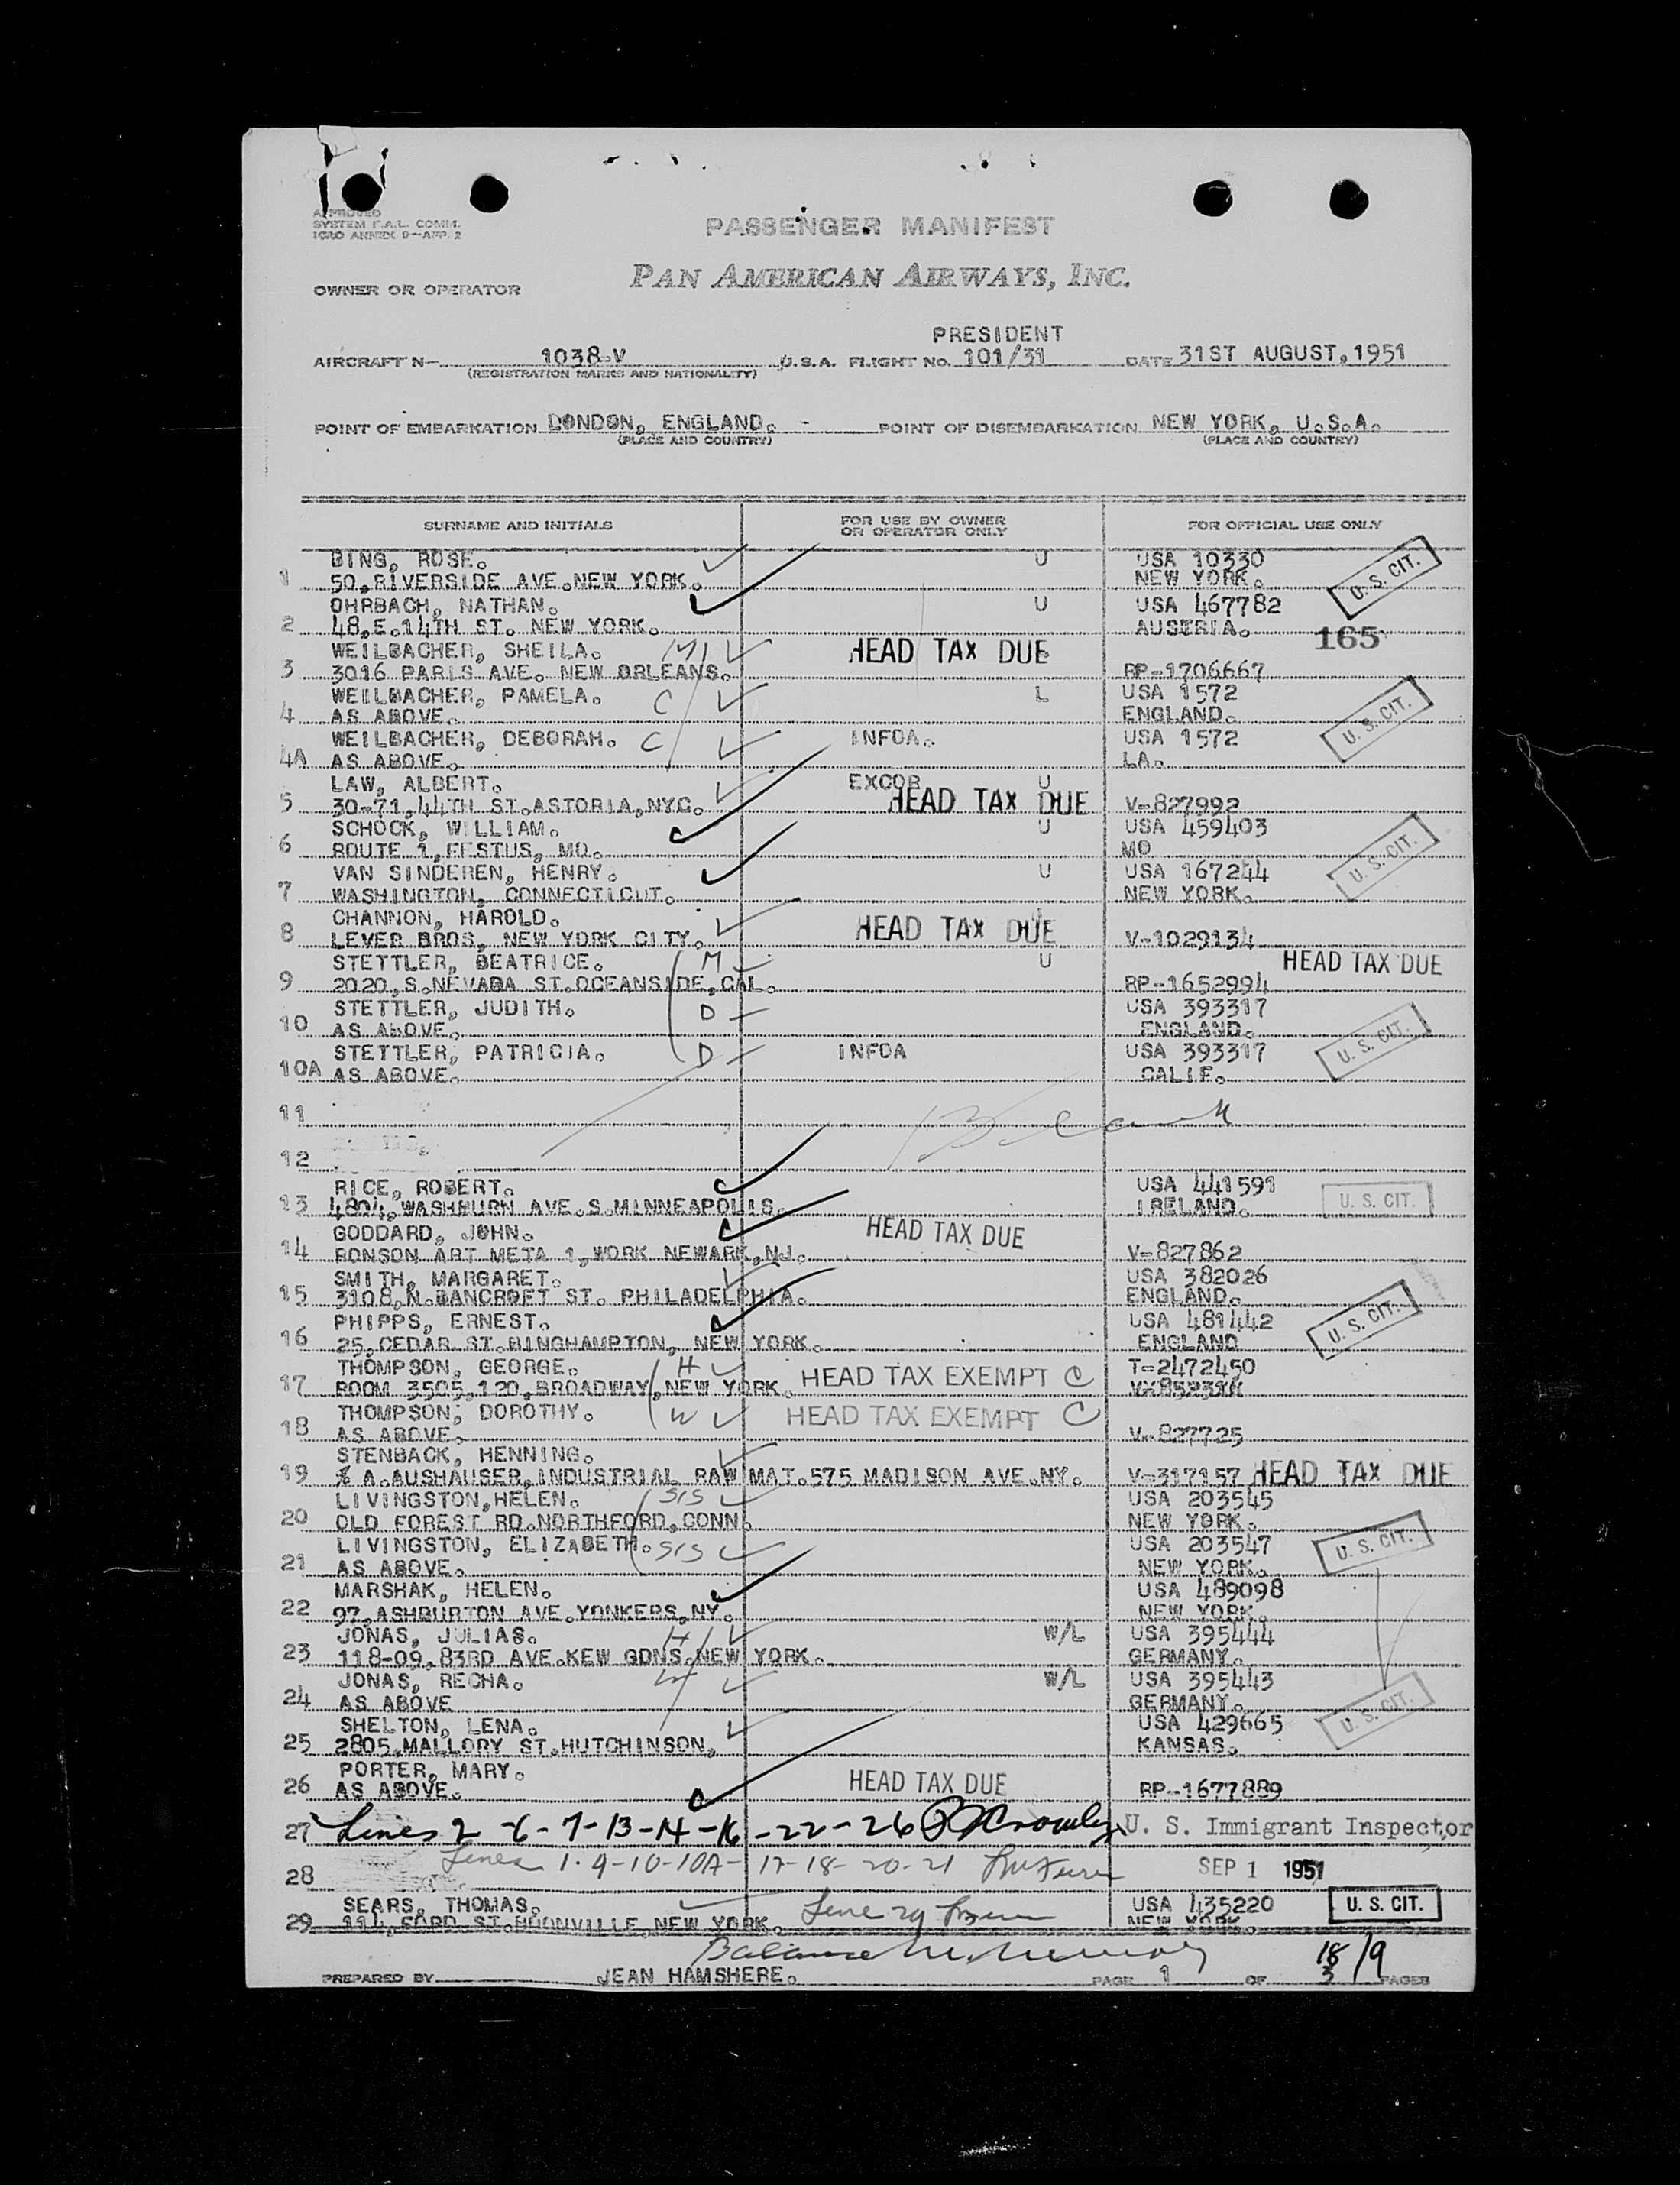 APPROVED
SYSTEM F.A.L. COMM.
ICAO ANNEX 9-APP. 2
PASSENGER MANIFEST
OWNER OR OPERATOR PAN AMERICAN AIRWAYS, INC.
PRESIDENT
AIRCRAFT N- 1038-V U.S.A. FLIGHT NO. 101/31 DATE 31ST AUGUST, 1951
(REGISTRATION MARKS AND NATIONALITY)
POINT OF EMBARKATION LONDON, ENGLAND. - POINT OF DISEMBARKATION NEW YORK, U.S.A.
(PLACE AND COUNTRY) (PLACE AND COUNTRY)
SURNAME AND INITIALS FOR USE BY OWNER OR OPERATOR ONLY FOR OFFICIAL USE ONLY
BING, ROSE. U USA 10330
1 50, RIVERSIDE AVE. NEW YORK. NEW YORK. U. S. CIT.
OHRBACH, NATHAN. U USA 467782
2 48, E. 14TH ST. NEW YORK. AUSERIA. 165
WEILBACHER, SHEILA. M HEAD TAX DUE
3 3016 PARIS AVE. NEW ORLEANS. RP-1706667
WEILBACHER, PAMELA. C L USA 1572
4 AS ABOVE. ENGLAND. U. S. CIT.
WEILBACHER, DEBORAH. C INFOA. USA 1572
4A AS ABOVE. LA.
LAW, ALBERT. EXCOR U
5 30-71, 44TH ST. ASTORIA, NYC. HEAD TAX DUE V-827992
SCHOCK, WILLIAM. U USA 459403
6 ROUTE 1, FESTUS, MO. MO
VAN SINDEREN, HENRY. U USA 167244 U. S. CIT.
7 WASHINGTON, CONNECTICUT. NEW YORK.
CHANNON, HAROLD. HEAD TAX DUE
8 LEVER BROS, NEW YORK CITY. V-1029134
STETTLER, BEATRICE. M U HEAD TAX DUE
9 2020, S. NEVADA ST. OCEANSIDE, CAL. RP-1652994
STETTLER, JUDITH. D USA 393317
10 AS ABOVE. ENGLAND.
STETTLER, PATRICIA. D INFOA USA 393317 U. S. CIT.
10A AS ABOVE. CALIF.
11 Blank
12
RICE, ROBERT. USA 441591
13 4804, WASHBURN AVE. S. MINNEAPOLIS. IRELAND. U. S. CIT.
GODDARD, JOHN. HEAD TAX DUE
14 RONSON ART META 1, WORK NEWARK, NJ. V-827862
SMITH, MARGARET. USA 382026
15 3108, N. BANCROFT ST. PHILADELPHIA. ENGLAND.
PHIPPS, ERNEST. USA 481442 U. S. CIT.
16 25, CEDAR ST. BINGHAMPTON, NEW YORK. ENGLAND
THOMPSON, GEORGE. H HEAD TAX EXEMPT C T-2472450
17 ROOM 3505, 120, BROADWAY, NEW YORK.
THOMPSON, DOROTHY. W HEAD TAX EXEMPT C
18 AS ABOVE. V-827725
STENBACK, HENNING.
19 % A. AUSHAUSER, INDUSTRIAL RAW MAT. 575 MADISON AVE. NY. V-317157 HEAD TAX DUE
LIVINGSTON, HELEN. SIS USA 203545
20 OLD FOREST RD. NORTHFORD, CONN. NEW YORK.
LIVINGSTON, ELIZABETH. SIS USA 203547 U. S. CIT.
21 AS ABOVE. NEW YORK.
MARSHAK, HELEN. USA 489098
22 97, ASHBURTON AVE. YONKERS, NY. NEW YORK.
JONAS, JULIAS. H W/L USA 395444
23 118-09, 83RD AVE. KEW GDNS. NEW YORK. GERMANY.
JONAS, RECHA. W W/L USA 395443
24 AS ABOVE GERMANY.
SHELTON, LENA. USA 429665 U. S. CIT.
25 2805, MALLORY ST. HUTCHINSON, KANSAS.
PORTER, MARY. HEAD TAX DUE
26 AS ABOVE. RP-1677889
27 Lines 2-6-7-13-14-16-22-26 U. S. Immigrant Inspector
28 Lines 1-9-10-10A-17-18-20-21 SEP 1 1951
SEARS, THOMAS. Line 29 USA 435220 U. S. CIT.
29 114, FORD ST. BOONVILLE, NEW YORK. NEW YORK.
Balance
PREPARED BY JEAN HAMSHERE. PAGE 1 OF 18/3 /9 PAGES